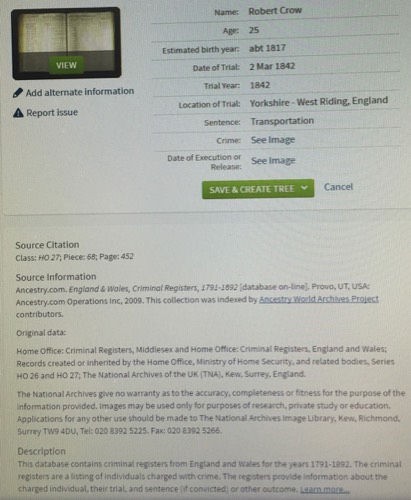 Name: Robert Crow
Age: 25
Estimated birth year: abt 1817
Date of Trial: 2 Mar 1842
Trial Year: 1842
Location of Trial: Yorkshire - West Riding, England
Sentence: Transportation
Crime: See Image
Date of Execution or
Release: See Image
VIEW
Add alternate information
Report issue
SAVE & CREATE TREE
Cancel
Source Citation
Class: HO 27; Piece: 68; Page: 452
Source Information
Ancestry.com. England & Wales, Criminal Registers, 1791-1892 [database on-line]. Provo, UT, USA:
Ancestry.com Operations Inc, 2009. This collection was indexed by Ancestry World Archives Project
contributors.
Original data:
Home Office: Criminal Registers, Middlesex and Home Office: Criminal Registers, England and Wales;
Records created or inherited by the Home Office, Ministry of Home Security, and related bodies, Series
HO 26 and HO 27; The National Archives of the UK (TNA), Kew, Surrey, England.
The National Archives give no warranty as to the accuracy, completeness or fitness for the purpose of the
information provided. Images may be used only for purposes of research, private study or education.
Applications for any other use should be made to The National Archives Image Library, Kew, Richmond,
Surrey TW9 4DU, Tel: 020 8392 5225. Fax: 020 8392 5266.
Description
This database contains criminal registers from England and Wales for the years 1791-1892. The criminal
registers are a listing of individuals charged with crime. The registers provide information about the
charged individual, their trial, and sentence (if convicted) or other outcome. Learn more...